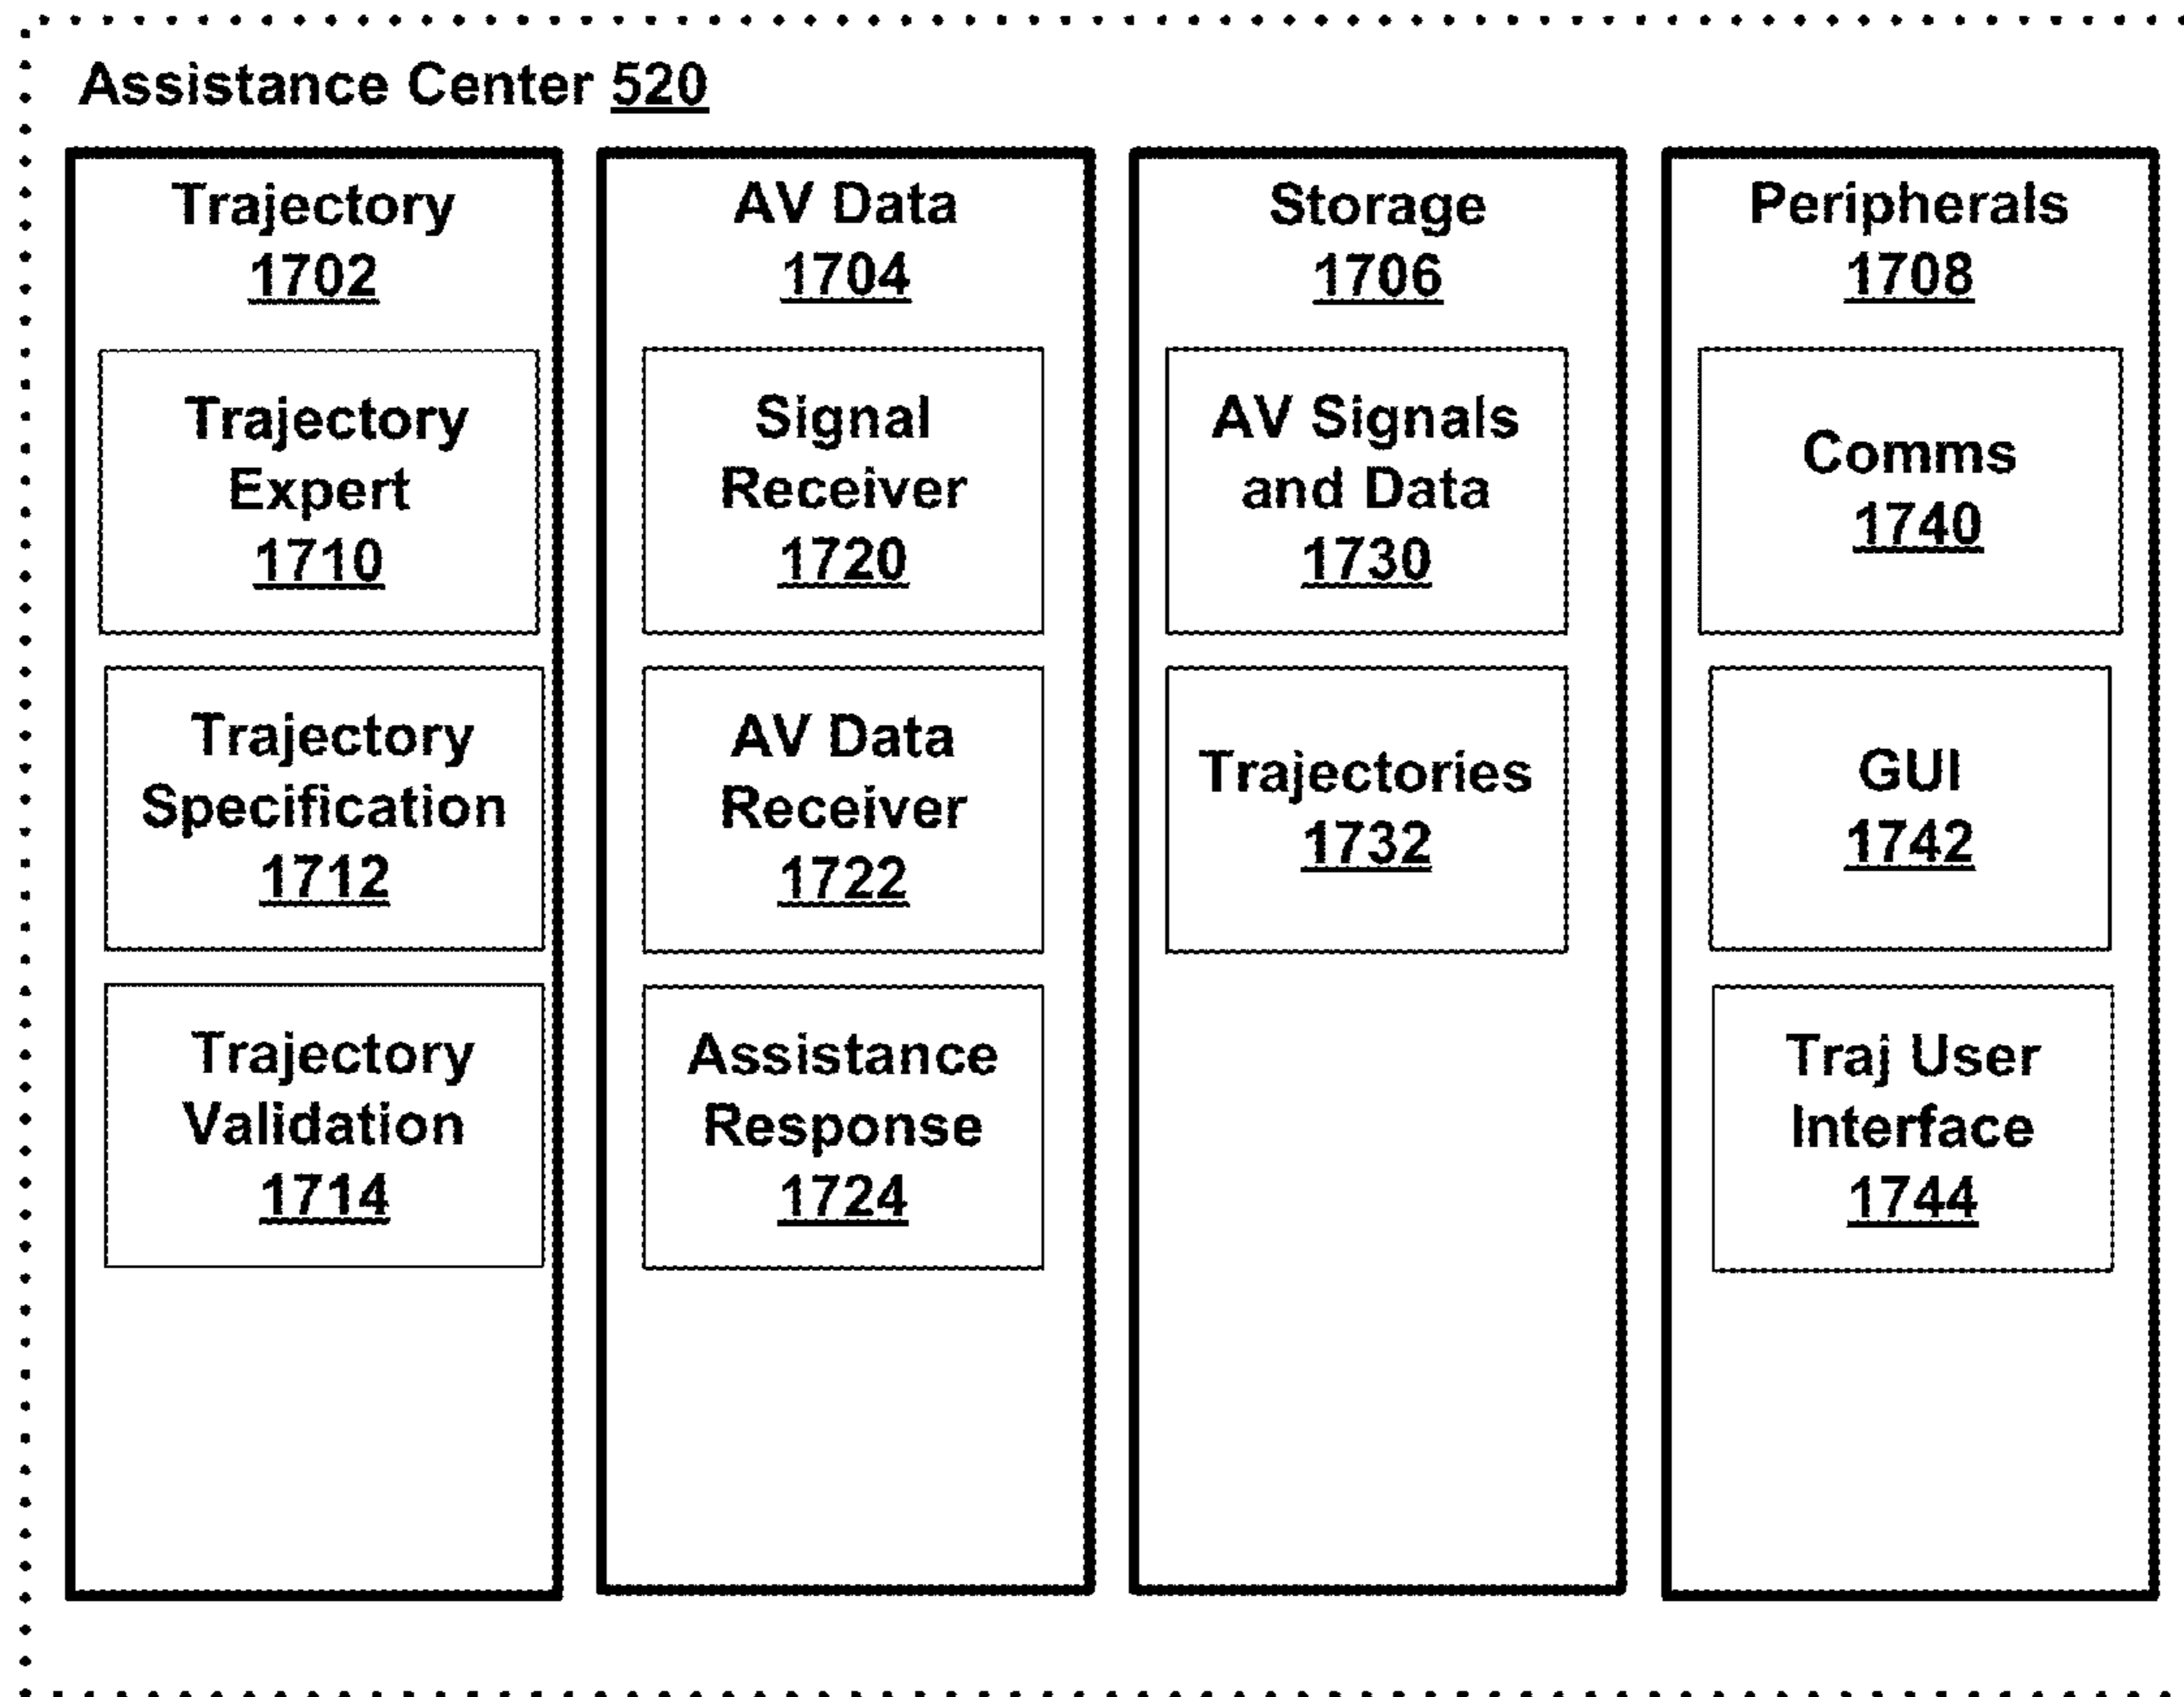 Assistance Center 520
Trajectory
1702
Trajectory
Expert
1710
Trajectory
Specification
1712
Trajectory
Validation
1714
AV Data
1704
Signal
Receiver
1720
AV Data
Receiver
1722
Assistance
Response
1724
Storage
1706
AV Signals
and Data
1730
Trajectories
1732
Peripherals
1708
Comms
1740
GUI
1742
Traj User
Interface
1744